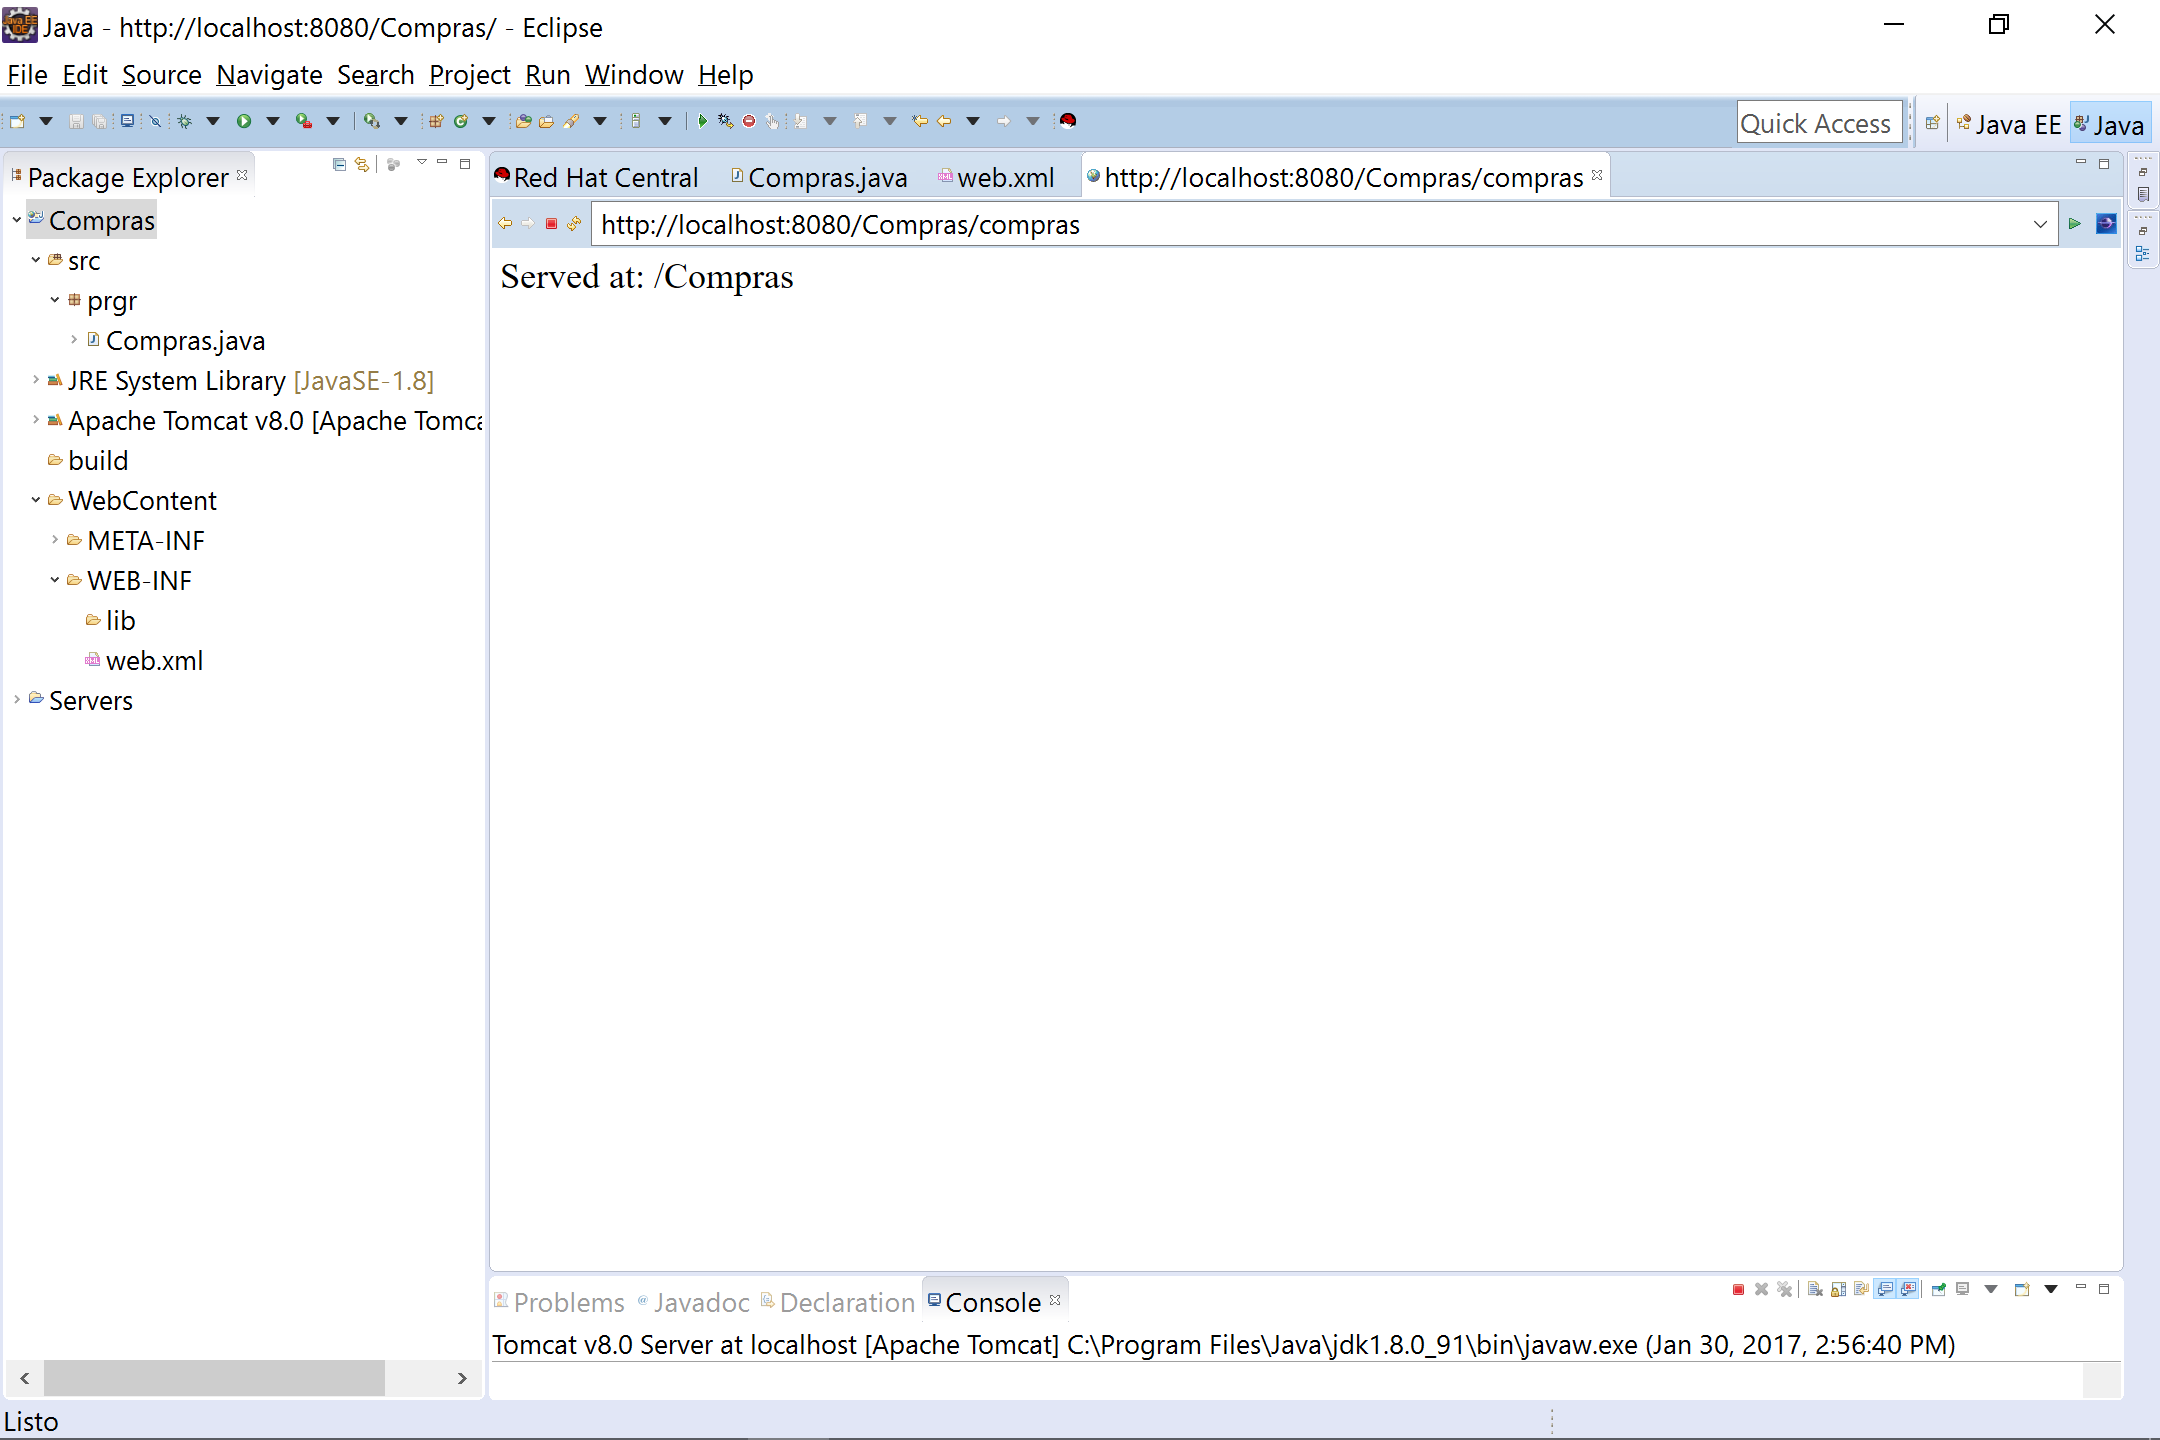 Java - http://localhost:8080/Compras/ - Eclipse
File Edit Source Navigate Search Project Run Window Help
Quick Access Java EE Java
Package Explorer
Red Hat Central Compras.java web.xml http://localhost:8080/Compras/compras
http://localhost:8080/Compras/compras
Served at: /Compras
Compras
src
prgr
Compras.java
JRE System Library [JavaSE-1.8]
Apache Tomcat v8.0 [Apache Tomca
build
WebContent
META-INF
WEB-INF
lib
web.xml
Servers
Problems @ Javadoc Declaration Console
Tomcat v8.0 Server at localhost [Apache Tomcat] C:\Program Files\Java\jdk1.8.0_91\bin\javaw.exe (Jan 30, 2017, 2:56:40 PM)
Listo